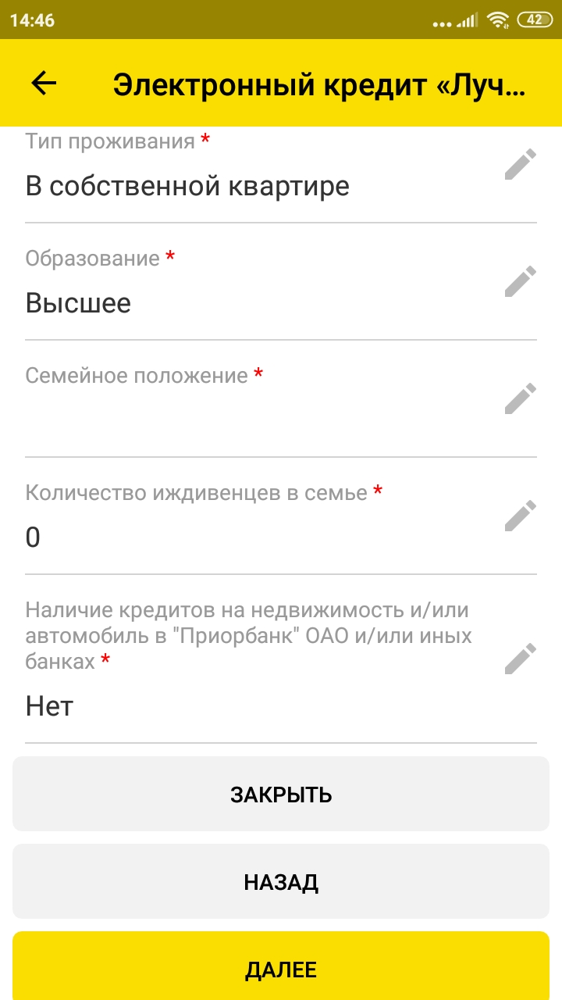 14:46
42
Электронный кредит «Луч...
Тип проживания *
В собственной квартире
Образование *
Высшее
Семейное положение *
Количество иждивенцев в семье *
0
Наличие кредитов на недвижимость и/или
автомобиль в "Приорбанк" ОАО и/или иных
банках *
Нет
ЗАКРЫТЬ
НАЗАД
ДАЛЕЕ